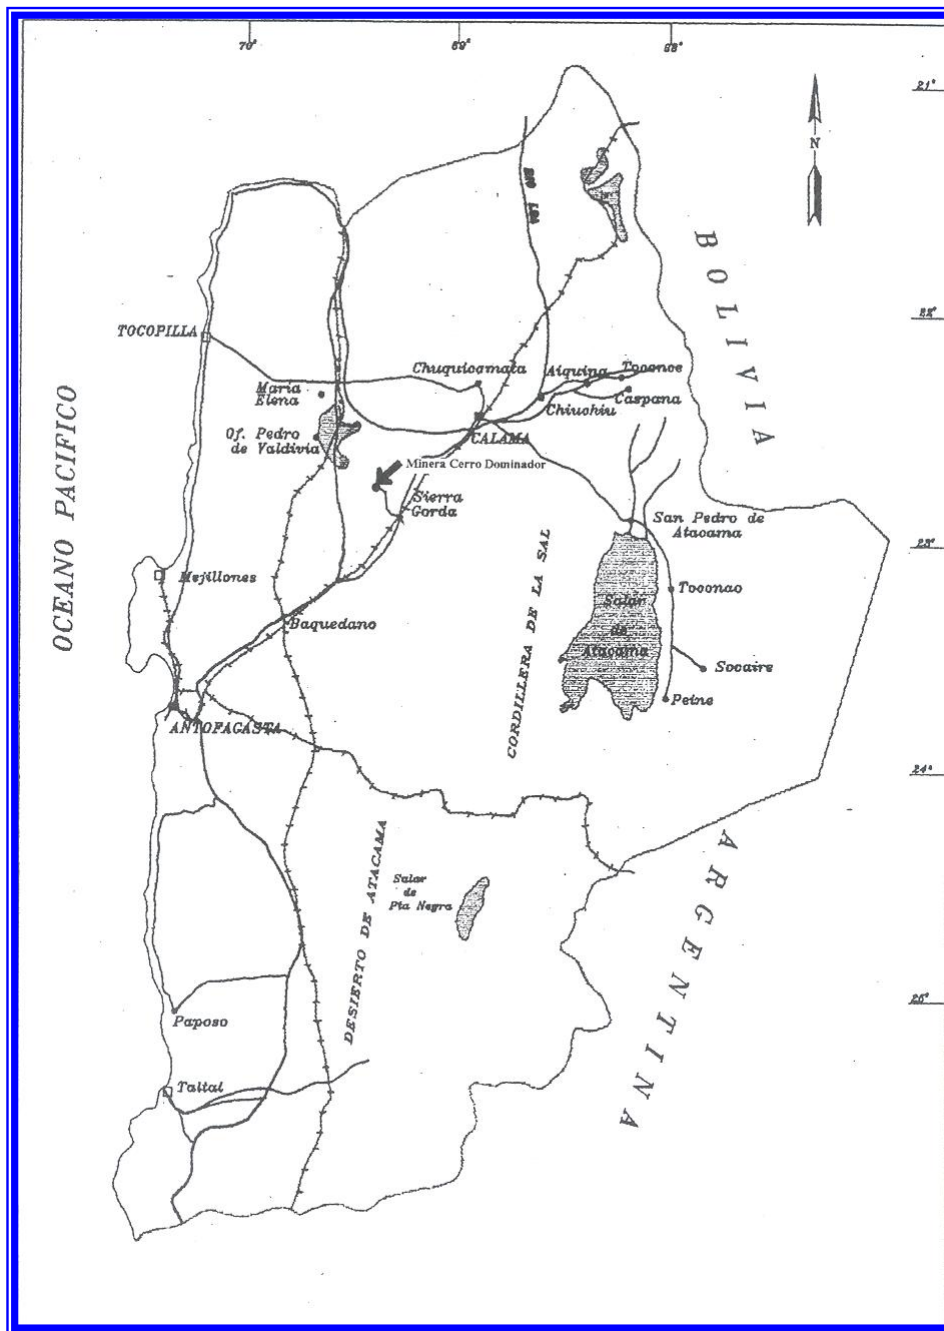 70° 69° 68°
21°
N
RIO LOA
BOLIVIA
22°
TOCOPILLA
Chuquicamata
Aiquina
Toconce
Maria
Elena
Caspana
Chiuchiu
OCEANO PACIFICO
Of. Pedro
de Valdivia
CALAMA
Minera Cerro Dominador
Sierra
Gorda
San Pedro de
Atacama
23°
Mejillones
CORDILLERA DE LA SAL
Toconao
Salar
de
Atacama
Baquedano
Socaire
Peine
ANTOFAGASTA
24°
DESIERTO DE ATACAMA
ARGENTINA
Salar
de
Pta Negra
25°
Paposo
Taltal